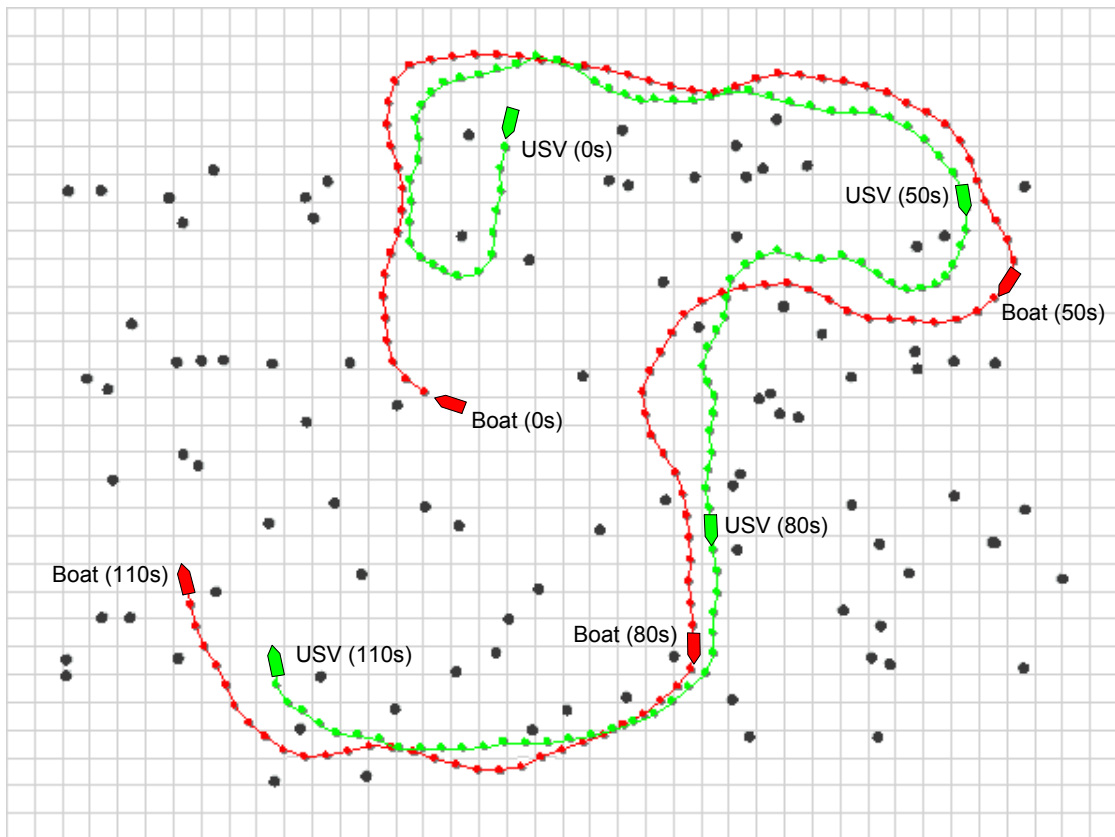 USV (0s)
USV (50s)
Boat (50s)
Boat (0s)
USV (80s)
Boat (110s)
Boat (80s)
USV (110s)